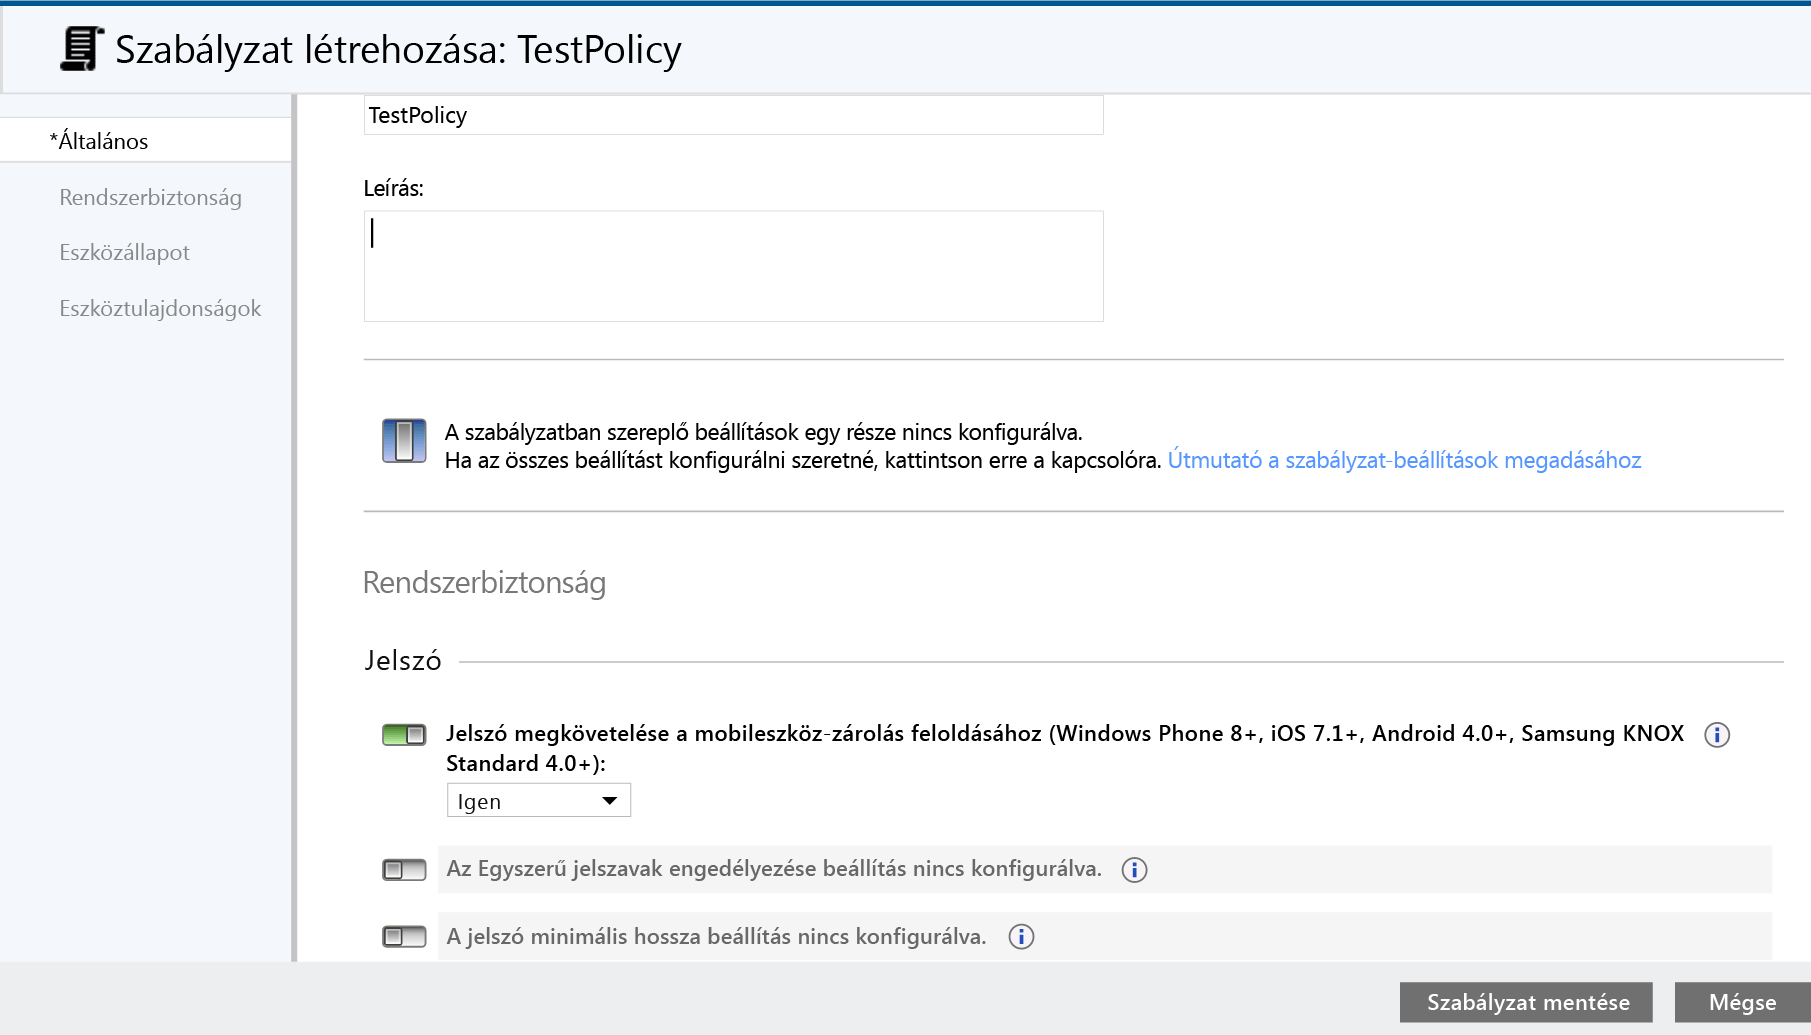 Szabályzat létrehozása: TestPolicy
*Általános
Rendszerbiztonság
Eszközállapot
Eszköztulajdonságok
TestPolicy
Leírás:
A szabályzatban szereplő beállítások egy része nincs konfigurálva.
Ha az összes beállítást konfigurálni szeretné, kattintson erre a kapcsolóra. Útmutató a szabályzat-beállítások megadásához
Rendszerbiztonság
Jelszó
Jelszó megkövetelése a mobileszköz-zárolás feloldásához (Windows Phone 8+, iOS 7.1+, Android 4.0+, Samsung KNOX
Standard 4.0+):
Igen
Az Egyszerű jelszavak engedélyezése beállítás nincs konfigurálva.
A jelszó minimális hossza beállítás nincs konfigurálva.
Szabályzat mentése
Mégse